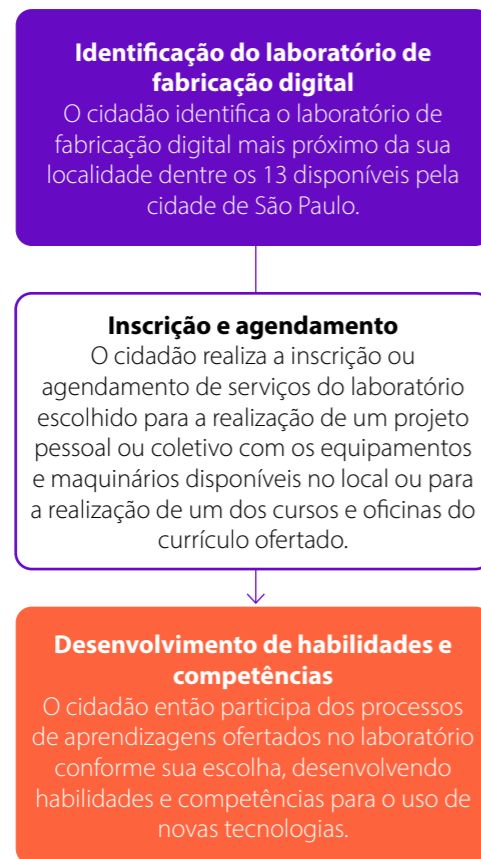 Identificação do laboratório de
fabricação digital
O cidadão identifica o laboratório de
fabricação digital mais próximo da sua
localidade dentre os 13 disponíveis pela
cidade de São Paulo.
Inscrição e agendamento
O cidadão realiza a inscrição ou
agendamento de serviços do laboratório
escolhido para a realização de um projeto
pessoal ou coletivo com os equipamentos
e maquinários disponíveis no local ou para
a realização de um dos cursos e oficinas do
currículo ofertado.
Desenvolvimento de habilidades e
competências
O cidadão então participa dos processos
de aprendizagens ofertados no laboratório
conforme sua escolha, desenvolvendo
habilidades e competências para o uso de
novas tecnologias.